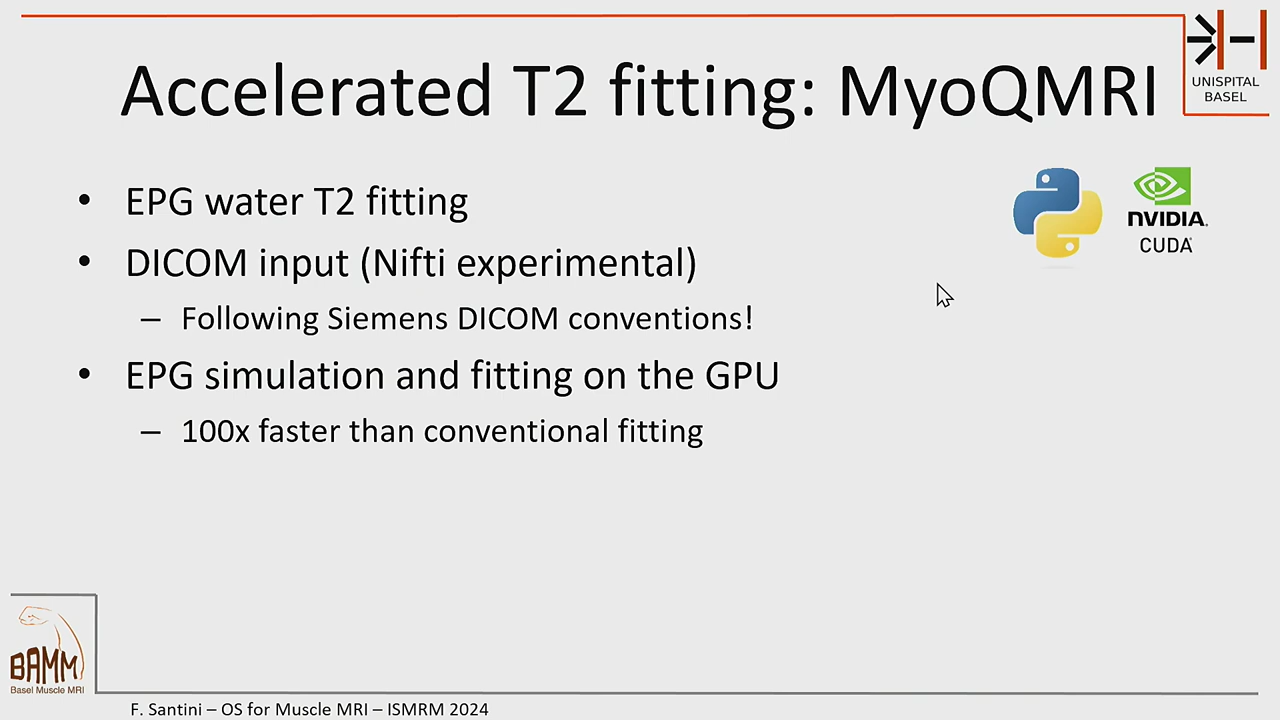 Accelerated T2 fitting: MyoQMRI
UNISPITAL
BASEL
• EPG water T2 fitting
• DICOM input (Nifti experimental)
– Following Siemens DICOM conventions!
• EPG simulation and fitting on the GPU
– 100x faster than conventional fitting
NVIDIA.
CUDA
BAMM
Basel Muscle MRI
F. Santini – OS for Muscle MRI – ISMRM 2024